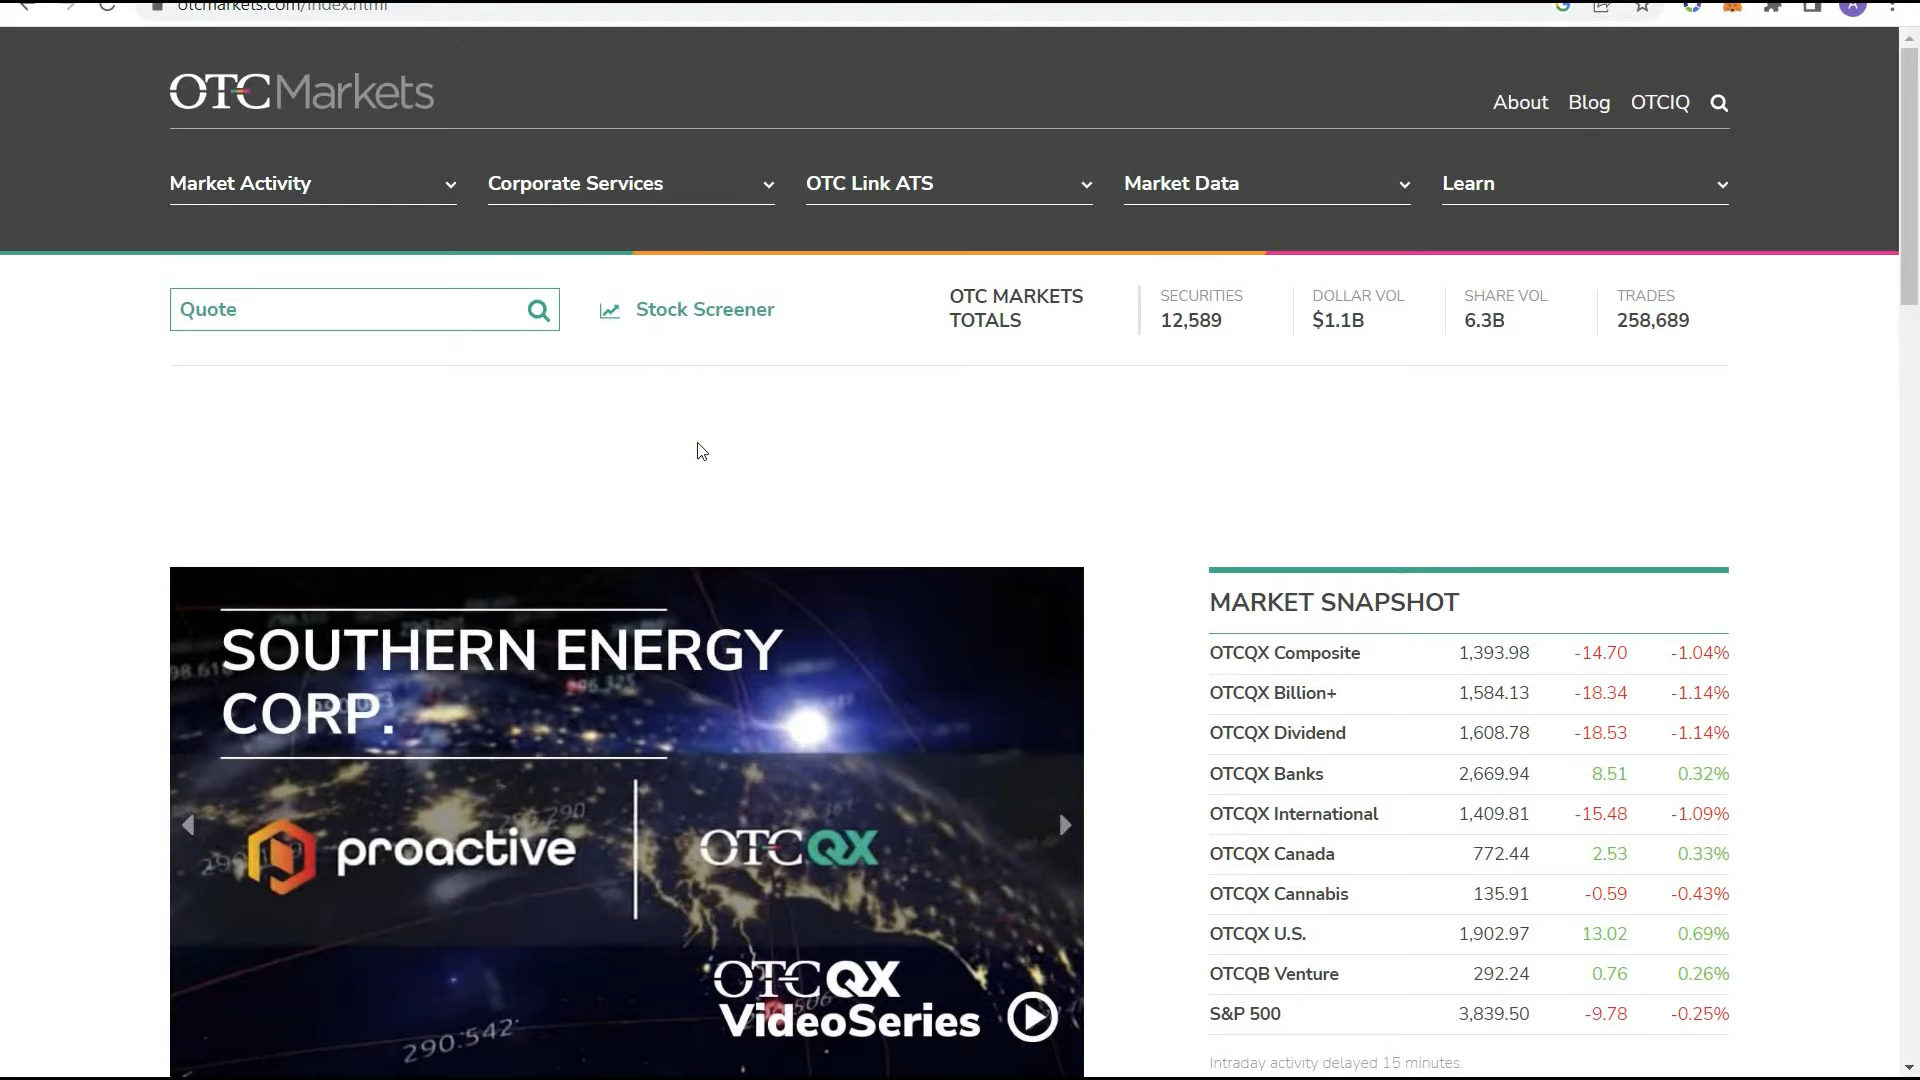 otcmarkets.com/index.html
A
OTCMarkets
About Blog OTCIQ
Market Activity Corporate Services OTC Link ATS Market Data Learn
Quote Stock Screener
OTC MARKETS TOTALS
SECURITIES
12,589
DOLLAR VOL
$1.1B
SHARE VOL
6.3B
TRADES
258,689
SOUTHERN ENERGY
CORP.
proactive
OTCQX
OTCQX
VideoSeries
290.542
MARKET SNAPSHOT
OTCQX Composite 1,393.98 -14.70 -1.04%
OTCQX Billion+ 1,584.13 -18.34 -1.14%
OTCQX Dividend 1,608.78 -18.53 -1.14%
OTCQX Banks 2,669.94 8.51 0.32%
OTCQX International 1,409.81 -15.48 -1.09%
OTCQX Canada 772.44 2.53 0.33%
OTCQX Cannabis 135.91 -0.59 -0.43%
OTCQX U.S. 1,902.97 13.02 0.69%
OTCQB Venture 292.24 0.76 0.26%
S&P 500 3,839.50 -9.78 -0.25%
Intraday activity delayed 15 minutes.